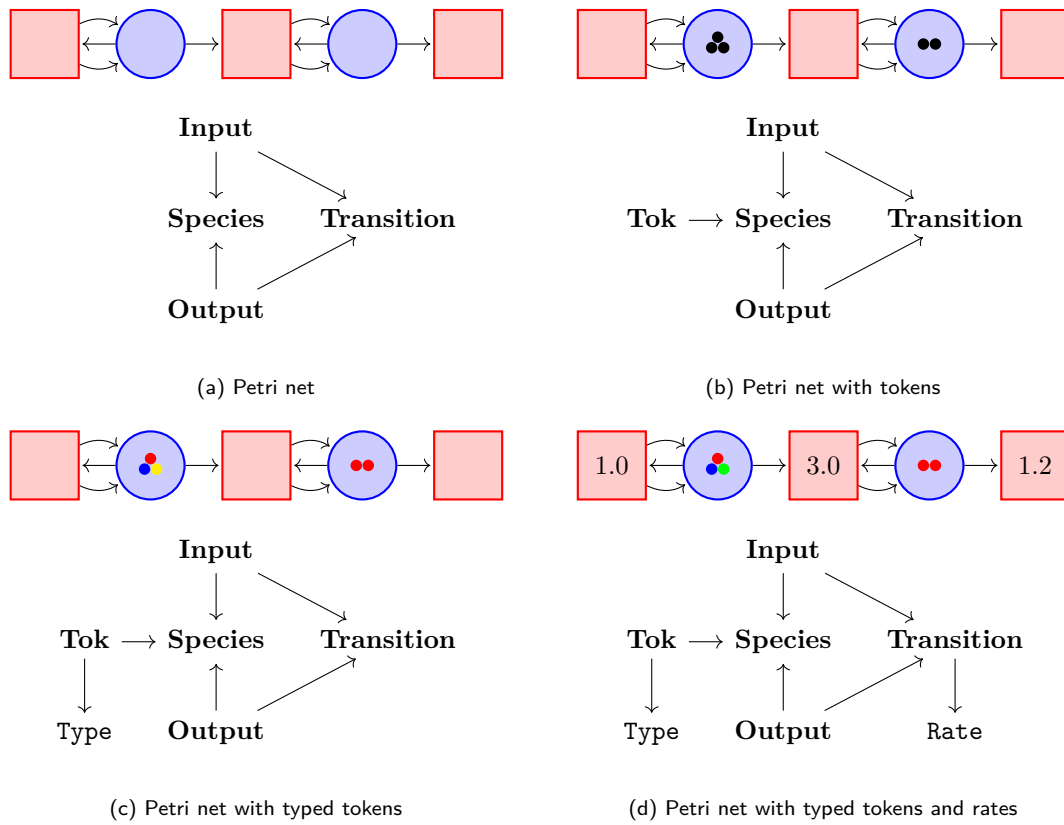 Input
Species Transition
Output
(a) Petri net
Input
Tok Species Transition
Output
(b) Petri net with tokens
Input
Tok Species Transition
Type Output
(c) Petri net with typed tokens
1.0 3.0 1.2
Input
Tok Species Transition
Type Output Rate
(d) Petri net with typed tokens and rates